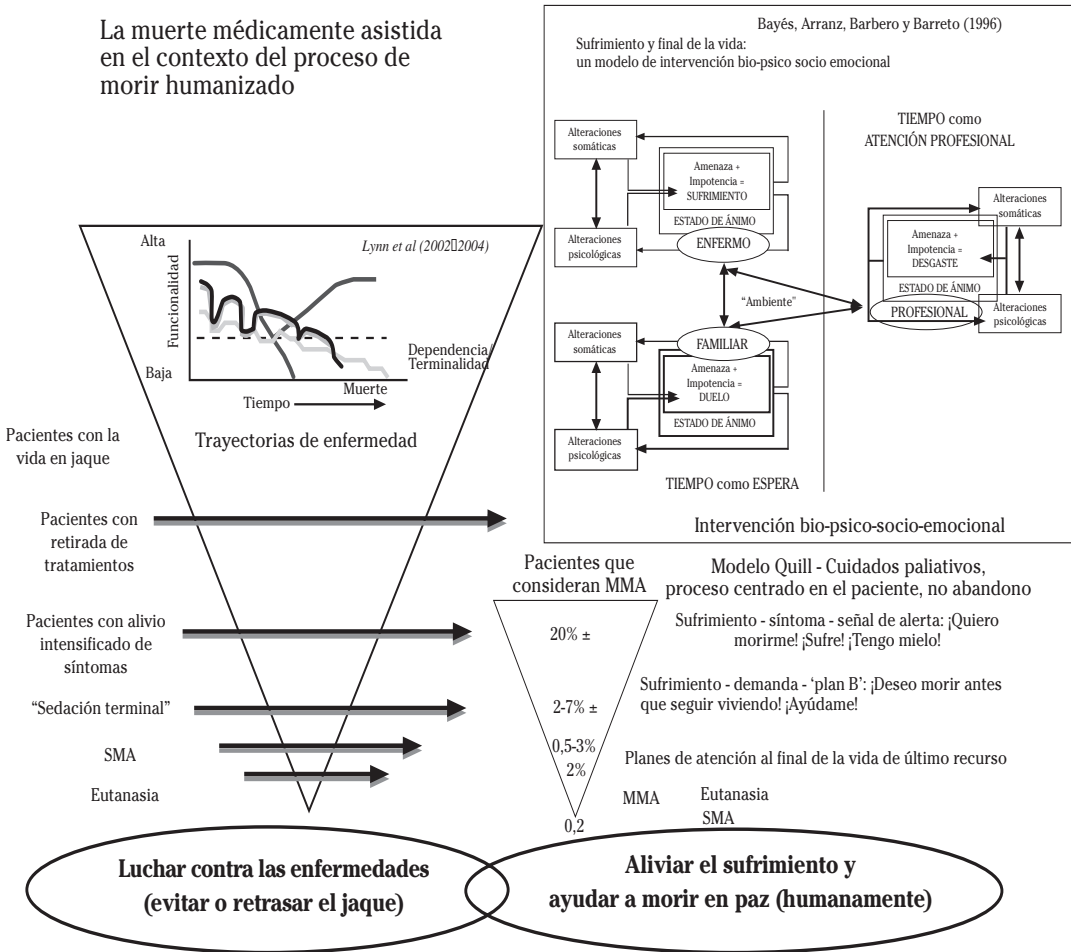 La muerte médicamente asistida
en el contexto del proceso de
morir humanizado
Bayés, Arranz, Barbero y Barreto (1996)
Sufrimiento y final de la vida:
un modelo de intervención bio-psico socio emocional
Alteraciones
somáticas
Amenaza +
Impotencia =
SUFRIMIENTO
ESTADO DE ÁNIMO
ENFERMO
Alteraciones
psicológicas
"Ambiente"
Alteraciones
somáticas
FAMILIAR
Amenaza +
Impotencia =
DUELO
ESTADO DE ÁNIMO
Alteraciones
psicológicas
TIEMPO como ESPERA
TIEMPO como
ATENCIÓN PROFESIONAL
Alteraciones
somáticas
Amenaza +
Impotencia =
DESGASTE
ESTADO DE ÁNIMO
PROFESIONAL
Alteraciones
psicológicas
Intervención bio-psico-socio-emocional
Alta
Funcionalidad
Baja
Lynn et al (2002▯2004)
Dependencia/
Terminalidad
Muerte
Tiempo
Trayectorias de enfermedad
Pacientes con la
vida en jaque
Pacientes con
retirada de
tratamientos
Pacientes con alivio
intensificado de
síntomas
“Sedación terminal”
SMA
Eutanasia
Pacientes que
consideran MMA
20% ±
2-7% ±
0,5-3%
2%
0,2
Modelo Quill - Cuidados paliativos,
proceso centrado en el paciente, no abandono
Sufrimiento - síntoma - señal de alerta: ¡Quiero
morirme! ¡Sufre! ¡Tengo mielo!
Sufrimiento - demanda - ‘plan B’: ¡Deseo morir antes
que seguir viviendo! ¡Ayúdame!
Planes de atención al final de la vida de último recurso
MMA
Eutanasia
SMA
Luchar contra las enfermedades
(evitar o retrasar el jaque)
Aliviar el sufrimiento y
ayudar a morir en paz (humanamente)